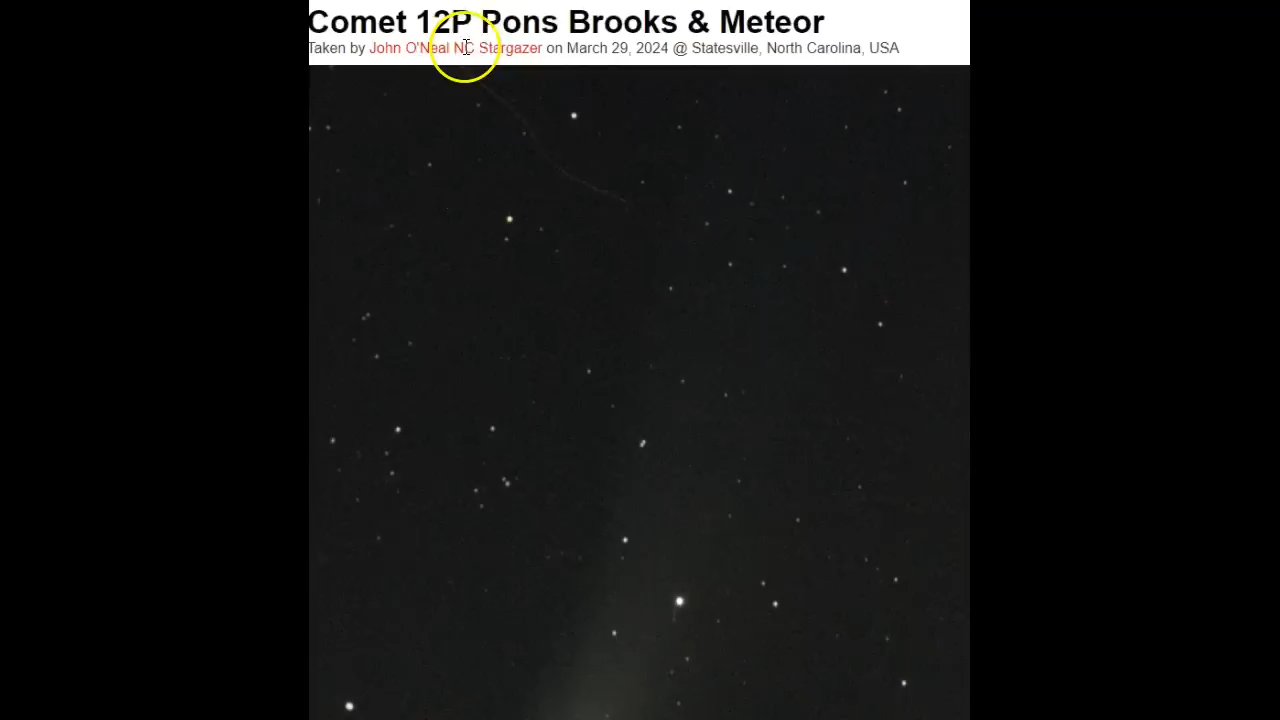 Comet 12P Pons Brooks & Meteor
Taken by John O'Neal NC Stargazer on March 29, 2024 @ Statesville, North Carolina, USA